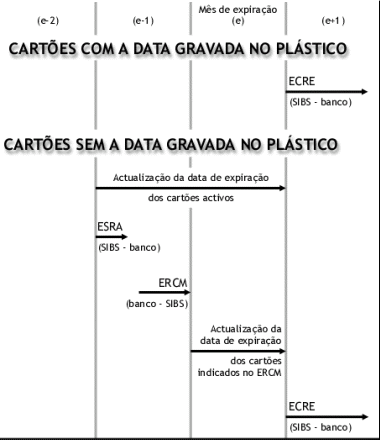 Mês de expiração
(e-2) (e-1) (e) (e+1)
CARTÕES COM A DATA GRAVADA NO PLÁSTICO
ECRE
(SIBS - banco)
CARTÕES SEM A DATA GRAVADA NO PLÁSTICO
Actualização da data de expiração
dos cartões activos
ESRA
(SIBS - banco)
ERCM
(banco - SIBS)
Actualização da
data de expiração
dos cartões
indicados no ERCM
ECRE
(SIBS - banco)